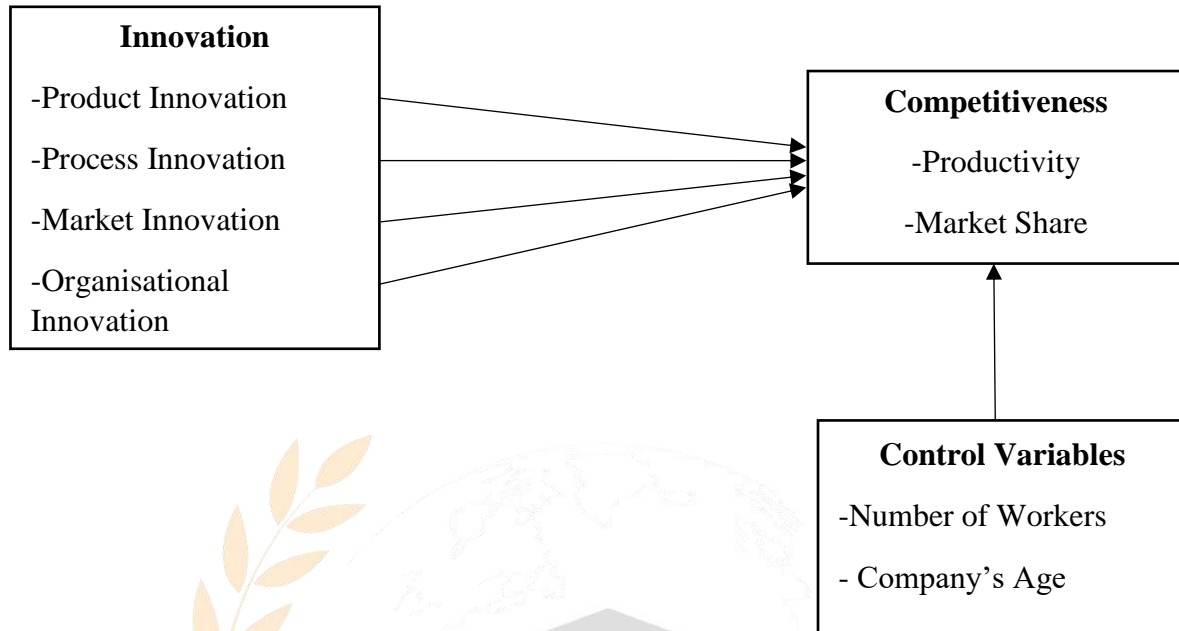 Innovation
-Product Innovation
-Process Innovation
-Market Innovation
-Organisational
Innovation
Competitiveness
-Productivity
-Market Share
Control Variables
-Number of Workers
- Company’s Age